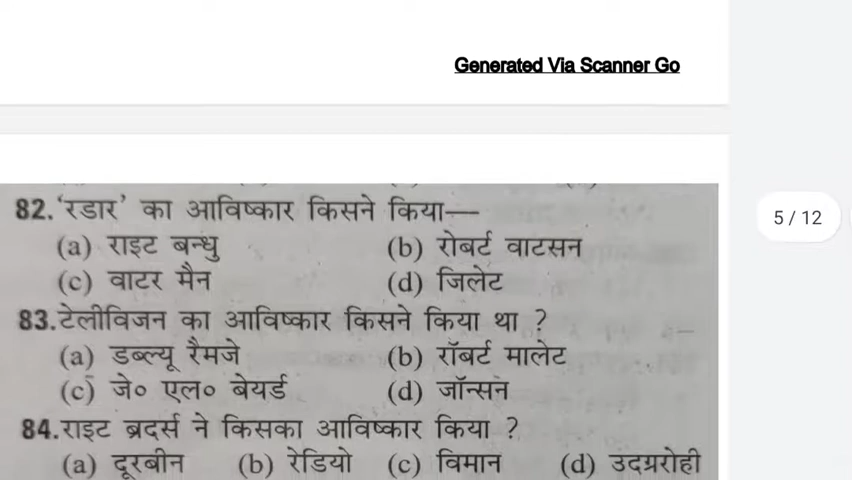 Generated Via Scanner Go
5 / 12
82. 'रडार' का आविष्कार किसने किया—
(a) राइट बन्धु (b) रोबर्ट वाटसन
(c) वाटर मैन (d) जिलेट
83. टेलीविजन का आविष्कार किसने किया था ?
(a) डब्ल्यू रैमजे (b) रॉबर्ट मालेट
(c) जे० एल० बेयर्ड (d) जॉन्सन
84. राइट ब्रदर्स ने किसका आविष्कार किया ?
(a) दूरबीन (b) रेडियो (c) विमान (d) उदग्ररोही